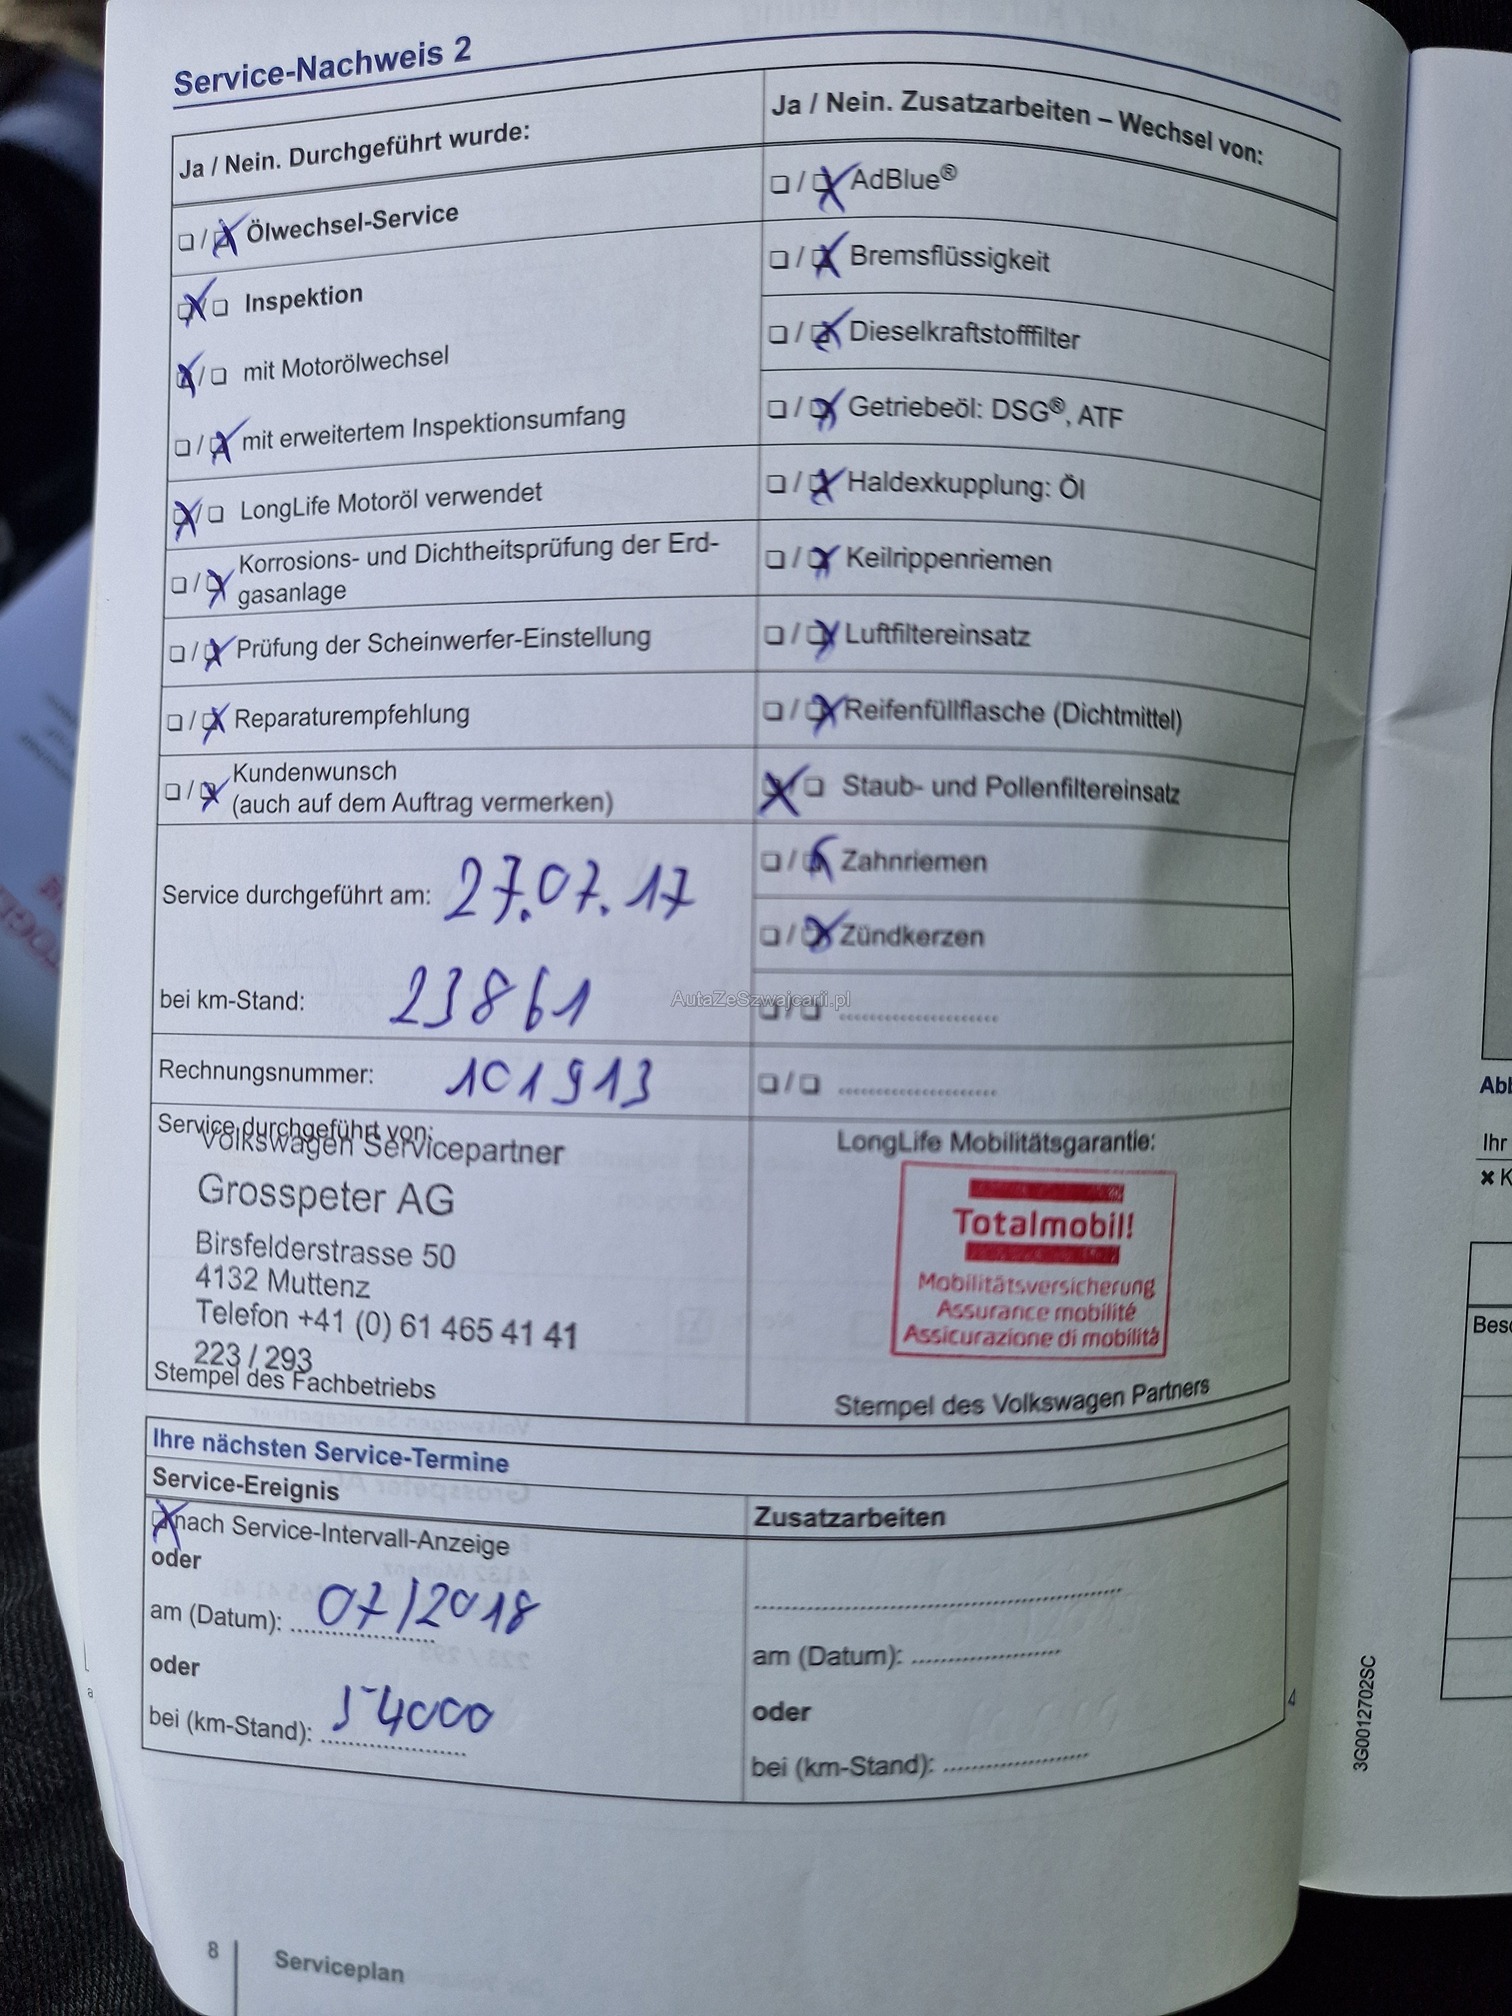 Service-Nachweis 2
Ja / Nein. Durchgeführt wurde:
☐ / ☒ Ölwechsel-Service
☒ / ☐ Inspektion
☒ / ☐ mit Motorölwechsel
☐ / ☒ mit erweitertem Inspektionsumfang
☒ / ☐ LongLife Motoröl verwendet
☐ / ☒ Korrosions- und Dichtheitsprüfung der Erd-
gasanlage
☐ / ☒ Prüfung der Scheinwerfer-Einstellung
☐ / ☒ Reparaturempfehlung
☐ / ☒ Kundenwunsch
(auch auf dem Auftrag vermerken)
Service durchgeführt am: 27.07.17
bei km-Stand: 23861
Rechnungsnummer: 101913
Service durchgeführt von:
Volkswagen Servicepartner
Grosspeter AG
Birsfelderstrasse 50
4132 Muttenz
Telefon +41 (0) 61 465 41 41
223 / 293
Stempel des Fachbetriebs
Ja / Nein. Zusatzarbeiten – Wechsel von:
☐ / ☒ AdBlue®
☐ / ☒ Bremsflüssigkeit
☐ / ☒ Dieselkraftstofffilter
☐ / ☒ Getriebeöl: DSG®, ATF
☐ / ☒ Haldexkupplung: Öl
☐ / ☒ Keilrippenriemen
☐ / ☒ Luftfiltereinsatz
☐ / ☒ Reifenfüllflasche (Dichtmittel)
☒ / ☐ Staub- und Pollenfiltereinsatz
☐ / ☒ Zahnriemen
☐ / ☒ Zündkerzen
☐ / ☐ ......................
☐ / ☐ ......................
AutaZeSzwajcarii.pl
LongLife Mobilitätsgarantie:
Totalmobil!
Mobilitätsversicherung
Assurance mobilité
Assicurazione di mobilità
Stempel des Volkswagen Partners
Ihre nächsten Service-Termine
Service-Ereignis
☒ nach Service-Intervall-Anzeige
oder
am (Datum): 07/2018
oder
bei (km-Stand): 54000
Zusatzarbeiten
am (Datum): ......................
oder
bei (km-Stand): ......................
4
3G0012702SC
8 | Serviceplan
Ihr